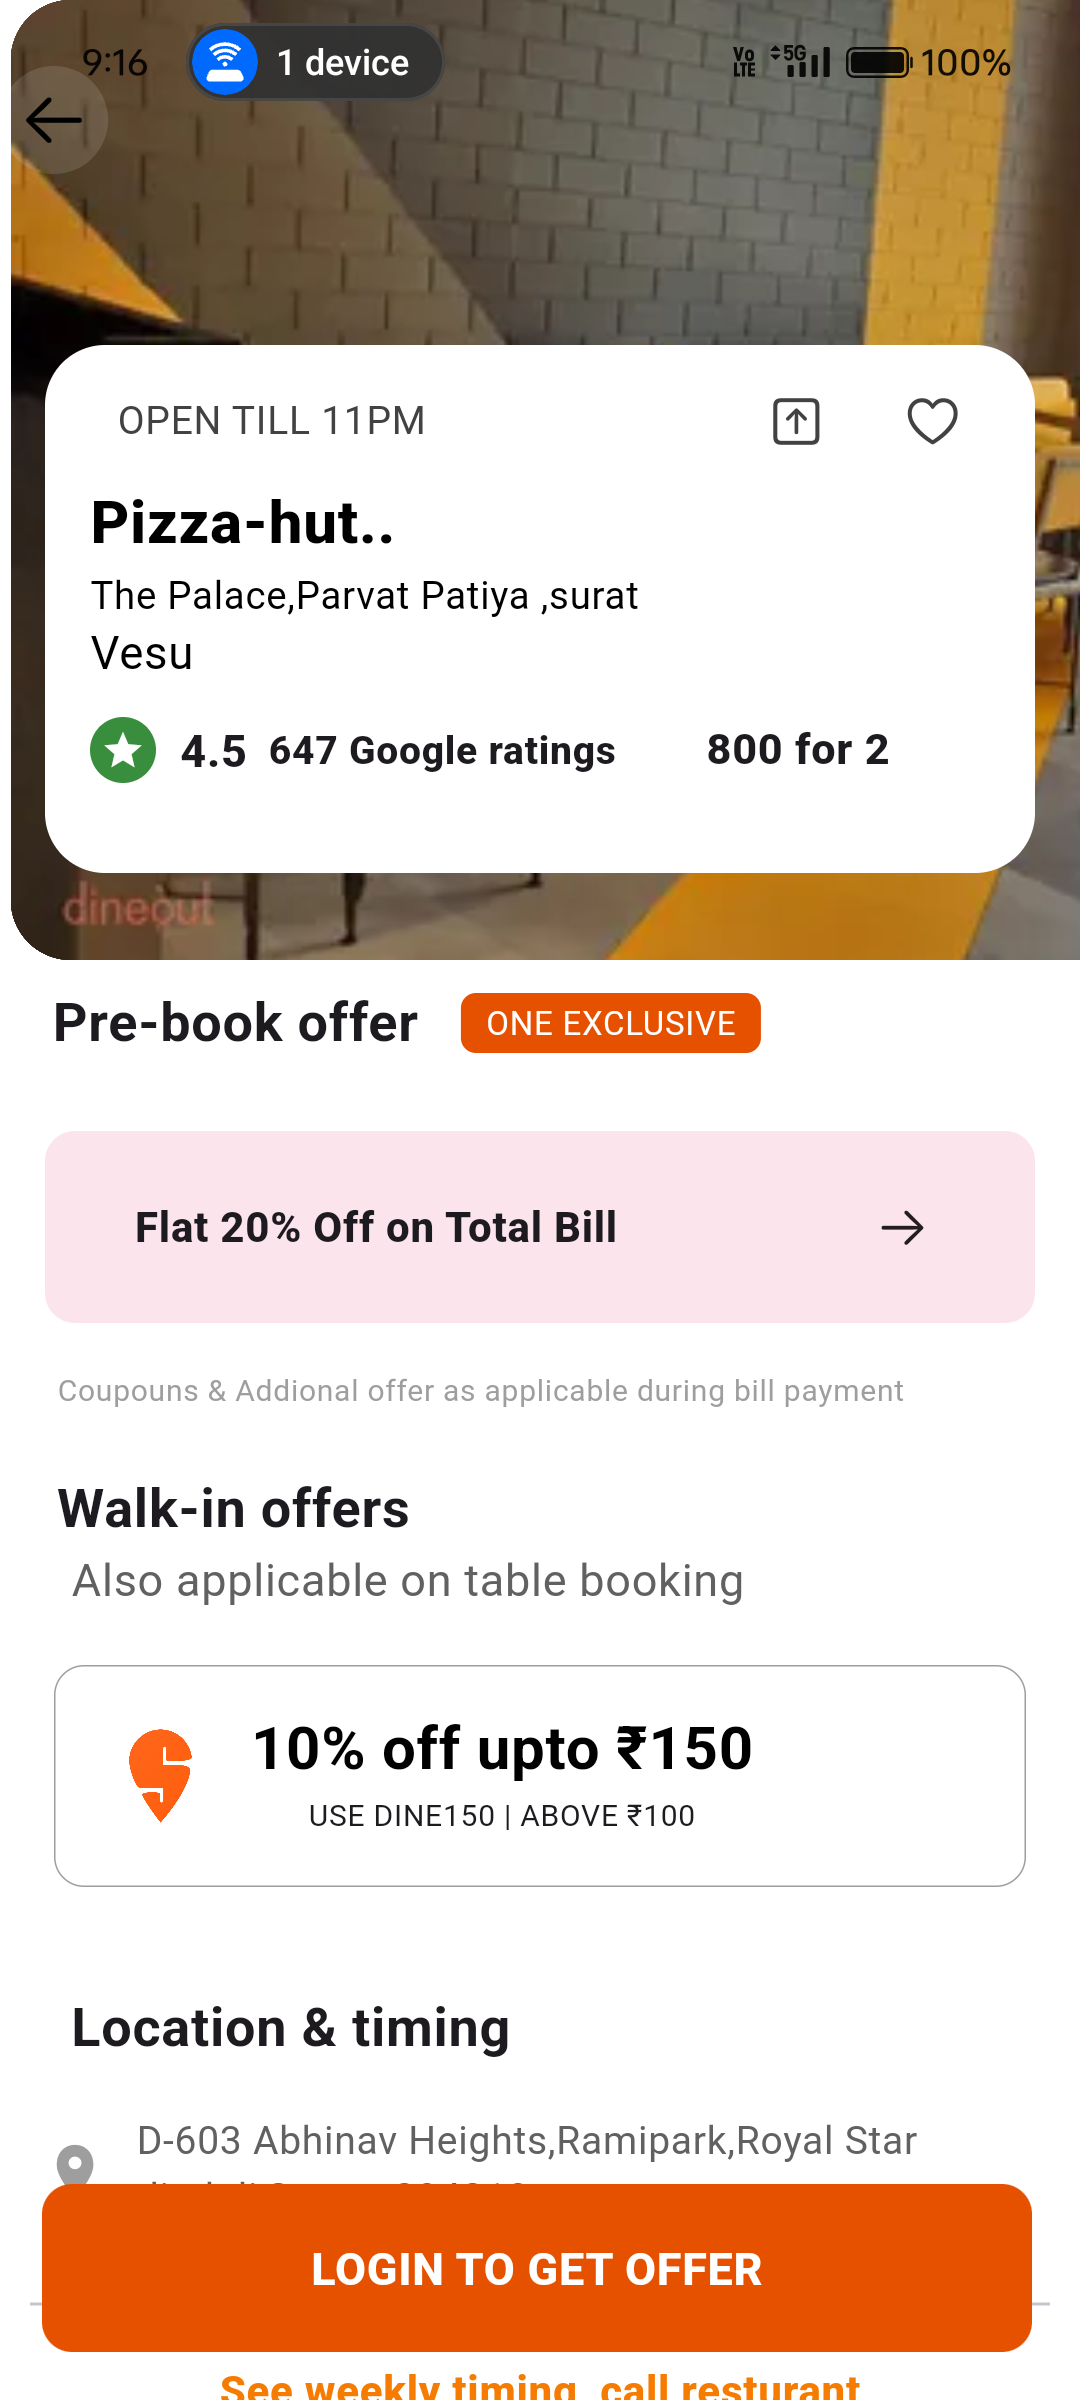 9:16
1 device
Vo LTE 5G 100%
OPEN TILL 11PM
Pizza-hut..
The Palace,Parvat Patiya ,surat
Vesu
4.5 647 Google ratings 800 for 2
dineout
Pre-book offer ONE EXCLUSIVE
Flat 20% Off on Total Bill
Coupouns & Addional offer as applicable during bill payment
Walk-in offers
Also applicable on table booking
10% off upto ₹150
USE DINE150 | ABOVE ₹100
Location & timing
D-603 Abhinav Heights,Ramipark,Royal Star
LOGIN TO GET OFFER
See weekly timing, call resturant